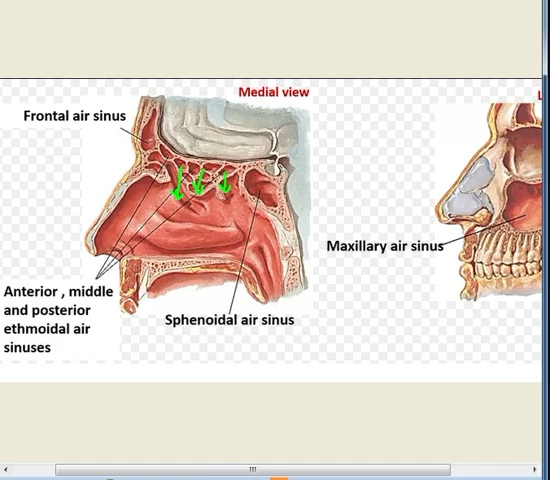 Medial view
L
Frontal air sinus
Maxillary air sinus
Anterior , middle
and posterior
ethmoidal air
sinuses
Sphenoidal air sinus